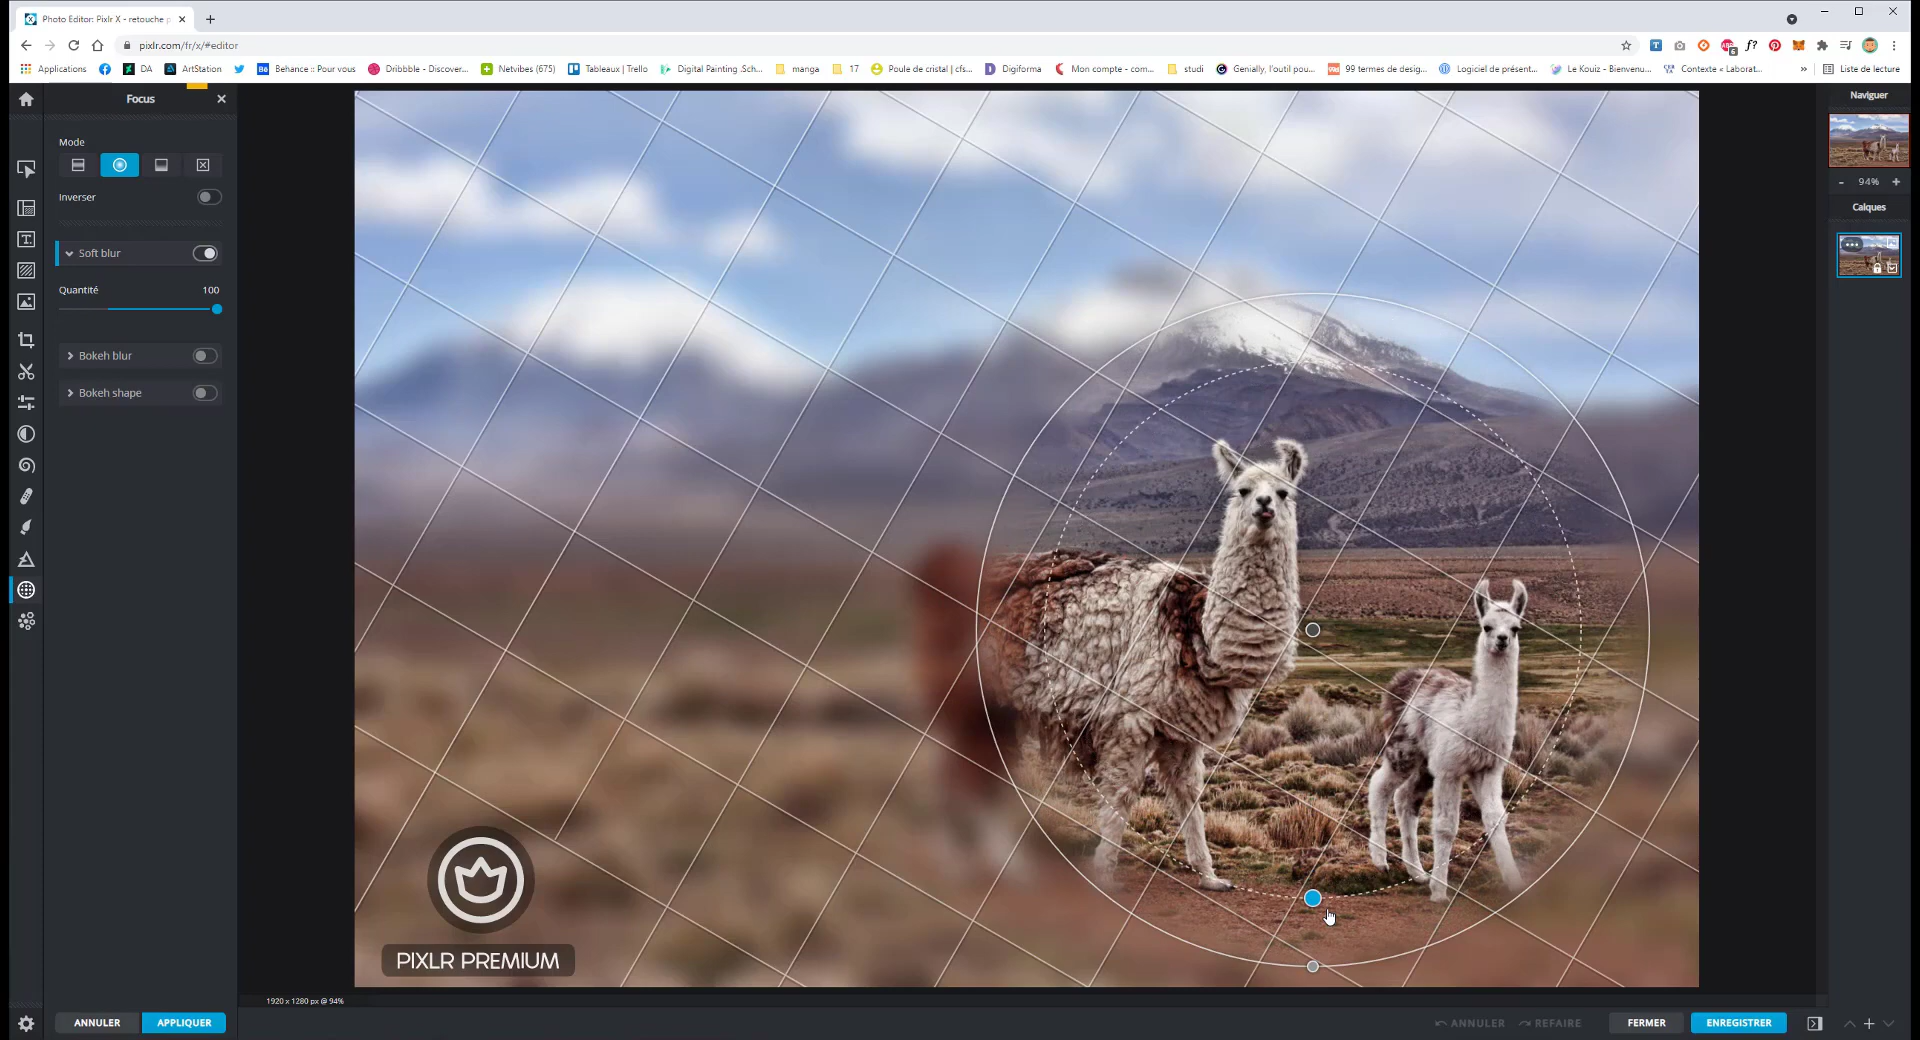 Photo Editor: Pixlr X - retouche p
pixlr.com/fr/x/#editor
Applications
DA
ArtStation
Behance :: Pour vous
Dribbble - Discover...
Netvibes (675)
Tableaux | Trello
Digital Painting .Sch...
manga
17
Poule de cristal | cfs...
Digiforma
Mon compte - com...
studi
Genially, l'outil pou...
99 termes de desig...
Logiciel de présent...
Le Kouiz - Bienvenu...
Contexte « Laborat...
»
Liste de lecture
Focus
Mode
Inverser
Soft blur
Quantité 100
Bokeh blur
Bokeh shape
Naviguer
- 94% +
Calques
PIXLR PREMIUM
1920 x 1280 px @ 94%
ANNULER
APPLIQUER
ANNULER
REFAIRE
FERMER
ENREGISTRER